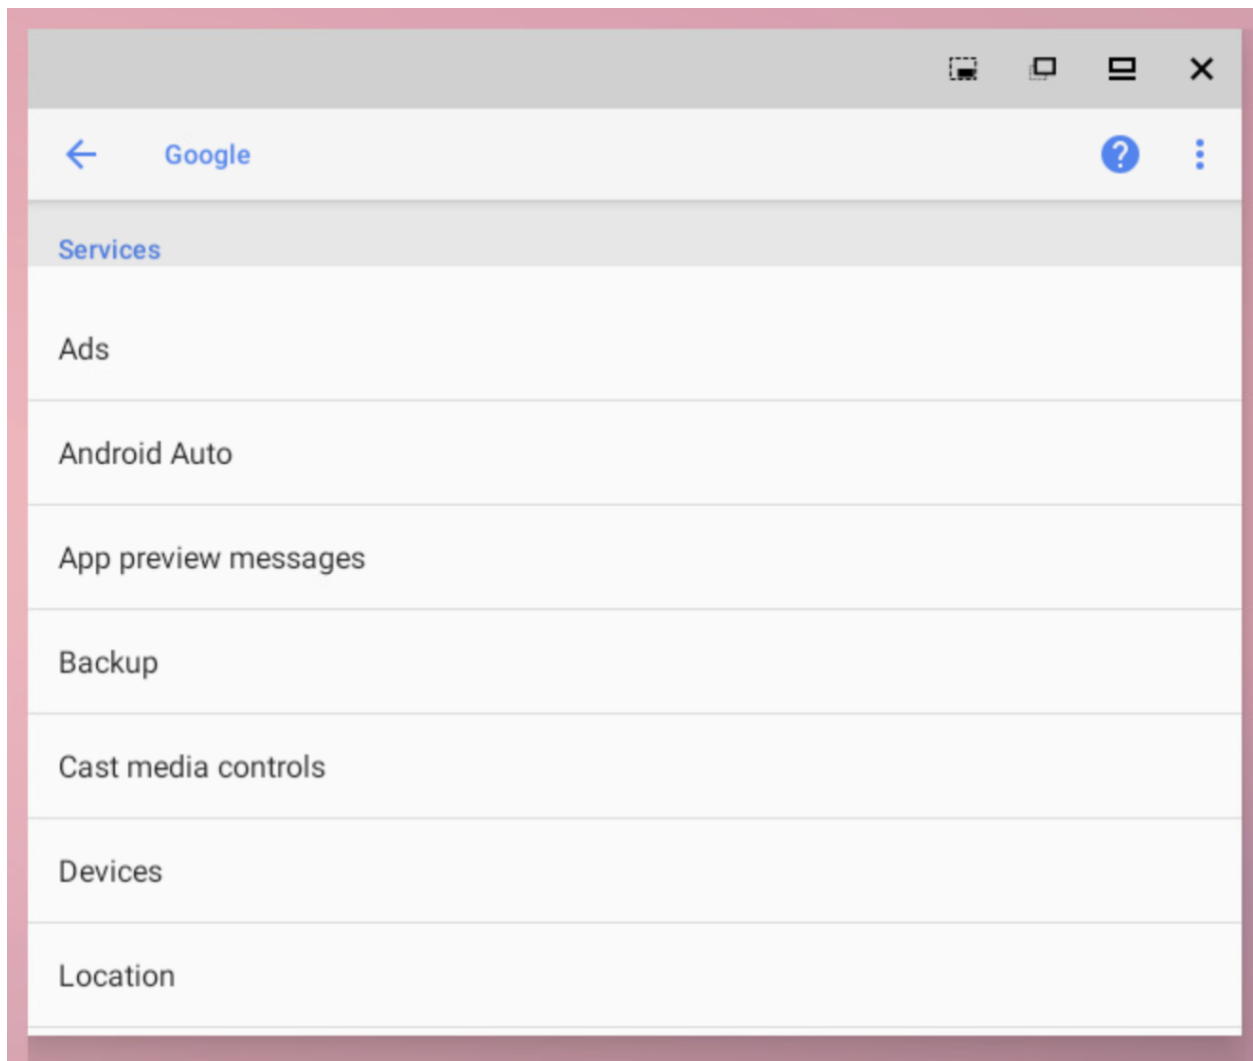 Google
Services
Ads
Android Auto
App preview messages
Backup
Cast media controls
Devices
Location